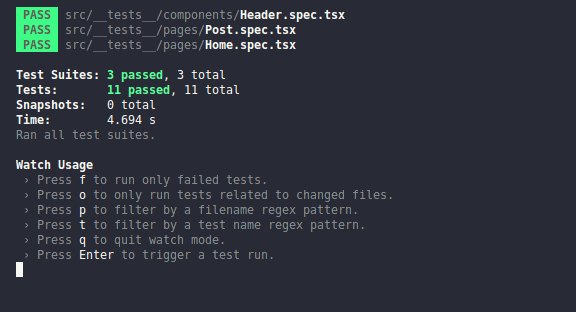 PASS src/__tests__/components/Header.spec.tsx
PASS src/__tests__/pages/Post.spec.tsx
PASS src/__tests__/pages/Home.spec.tsx
Test Suites: 3 passed, 3 total
Tests: 11 passed, 11 total
Snapshots: 0 total
Time: 4.694 s
Ran all test suites.
Watch Usage
› Press f to run only failed tests.
› Press o to only run tests related to changed files.
› Press p to filter by a filename regex pattern.
› Press t to filter by a test name regex pattern.
› Press q to quit watch mode.
› Press Enter to trigger a test run.